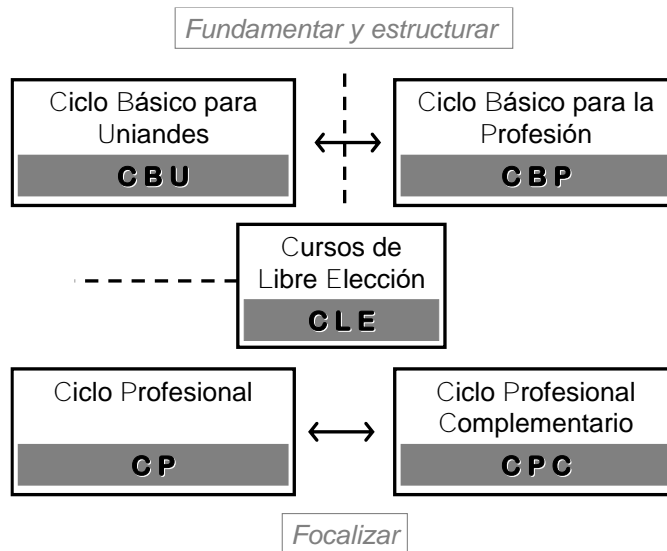 Fundamentar y estructurar
Ciclo Básico para
Uniandes
CBU
Ciclo Básico para la
Profesión
CBP
Cursos de
Libre Elección
CLE
Ciclo Profesional
CP
Ciclo Profesional
Complementario
CPC
Focalizar